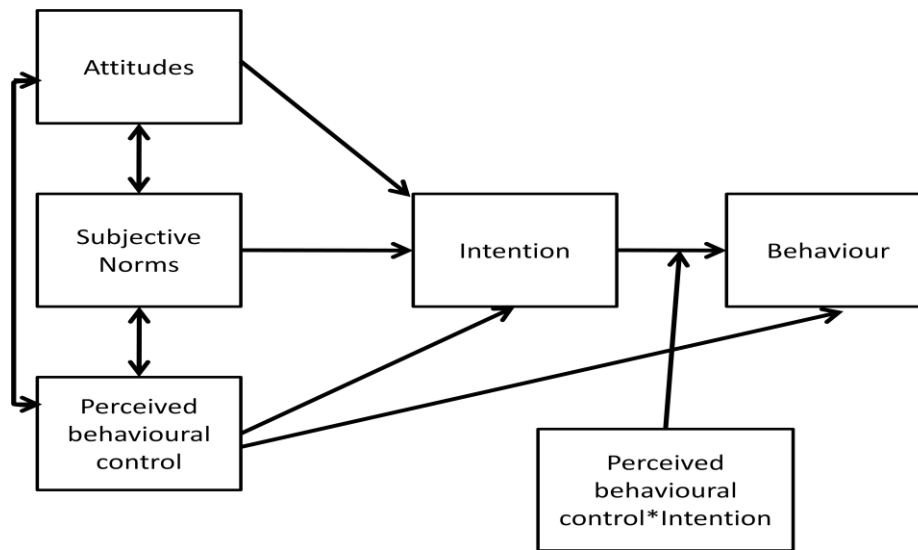 Attitudes
Subjective
Norms
Intention
Behaviour
Perceived
behavioural
control
Perceived
behavioural
control*Intention